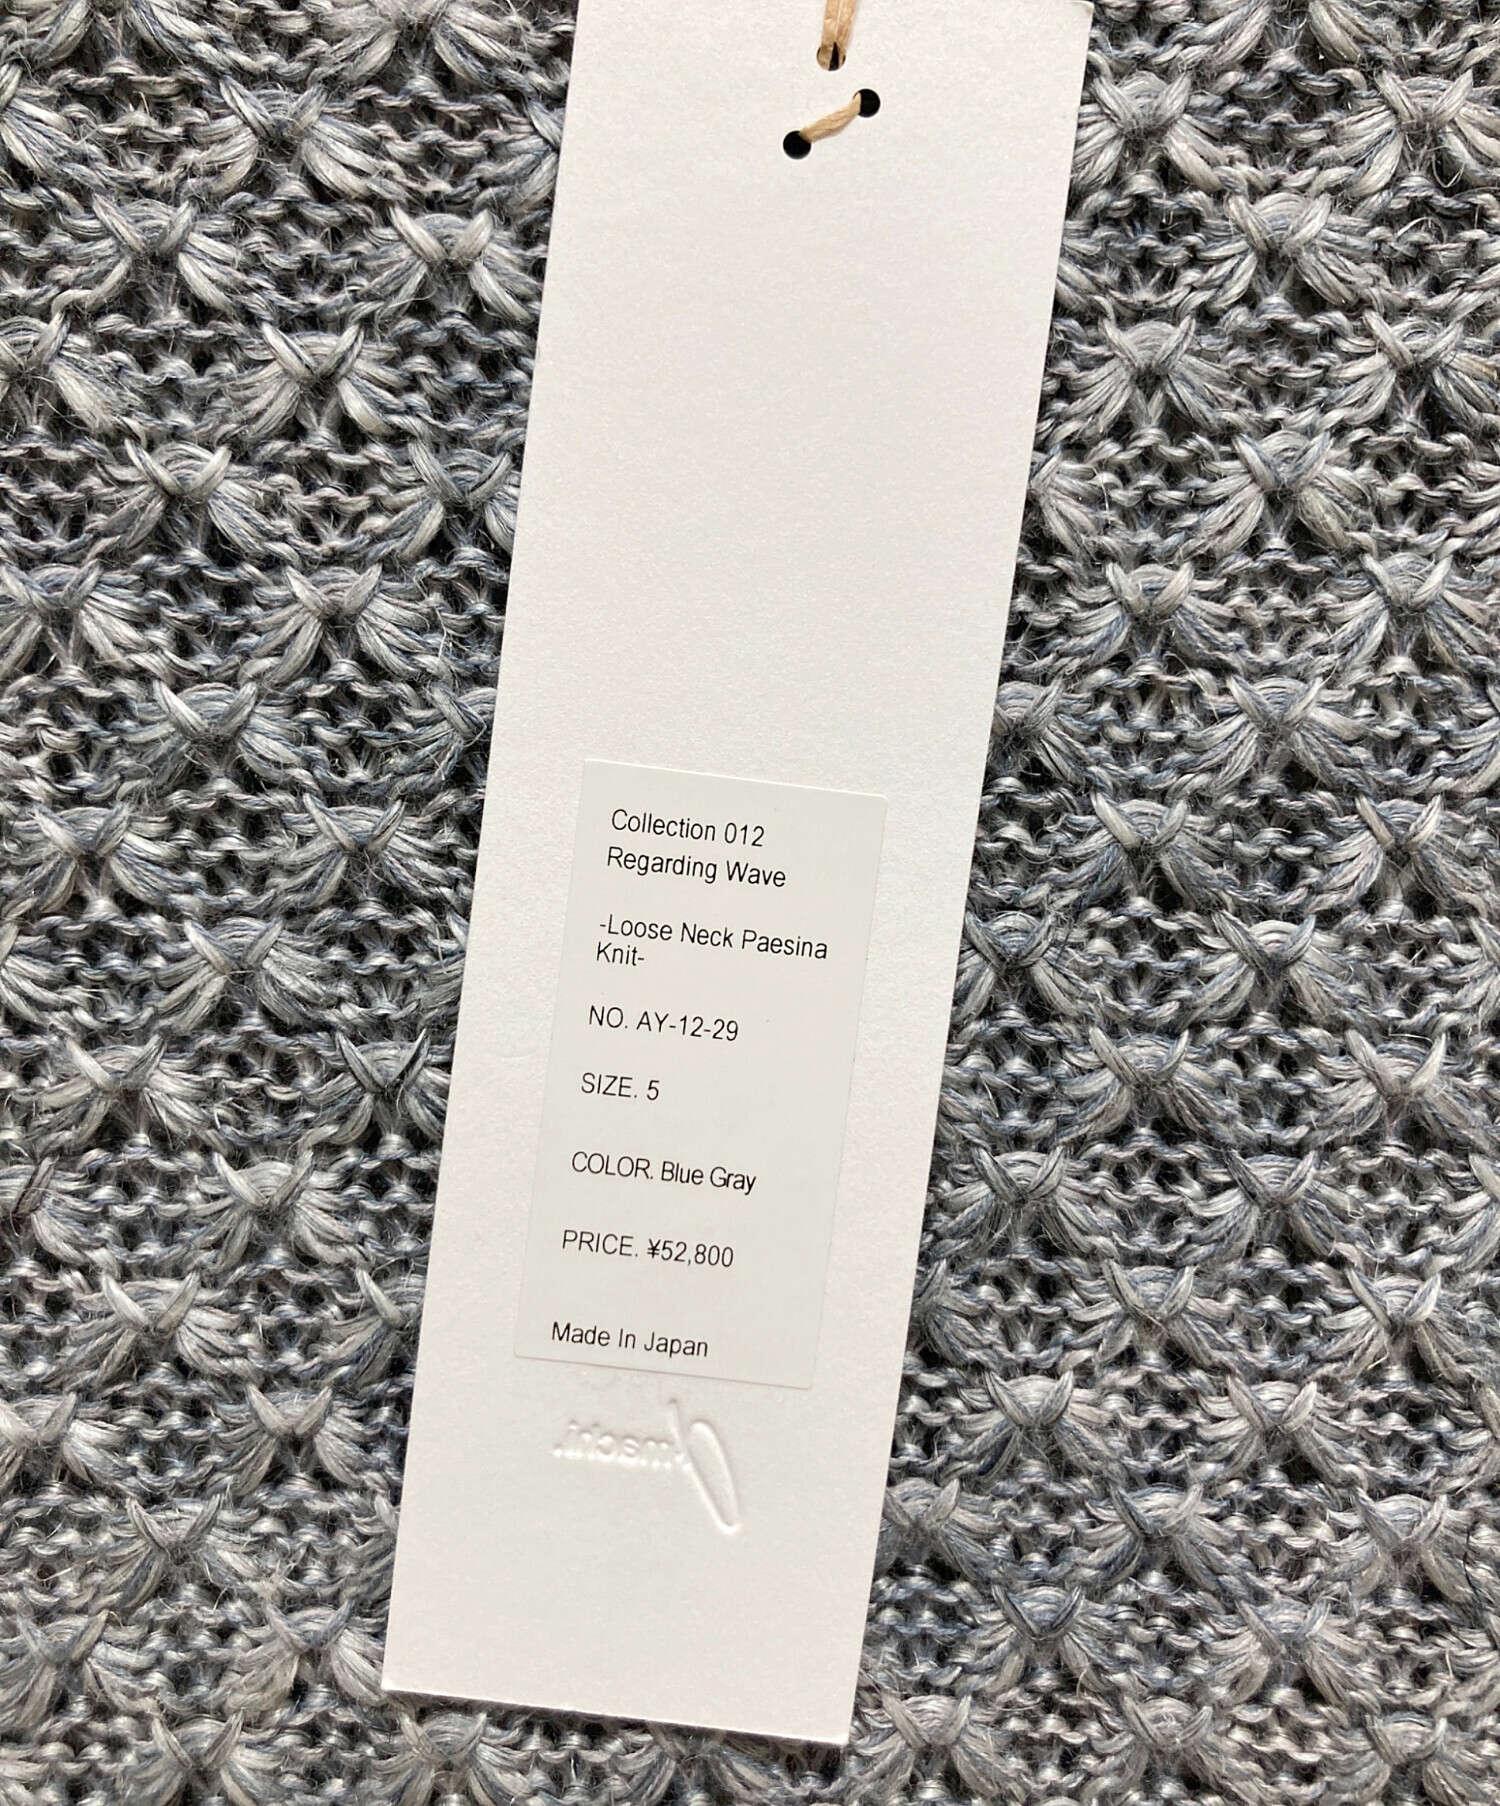 Collection 012
Regarding Wave
-Loose Neck Paesina
Knit-
NO. AY-12-29
SIZE. 5
COLOR. Blue Gray
PRICE. ¥52,800
Made In Japan